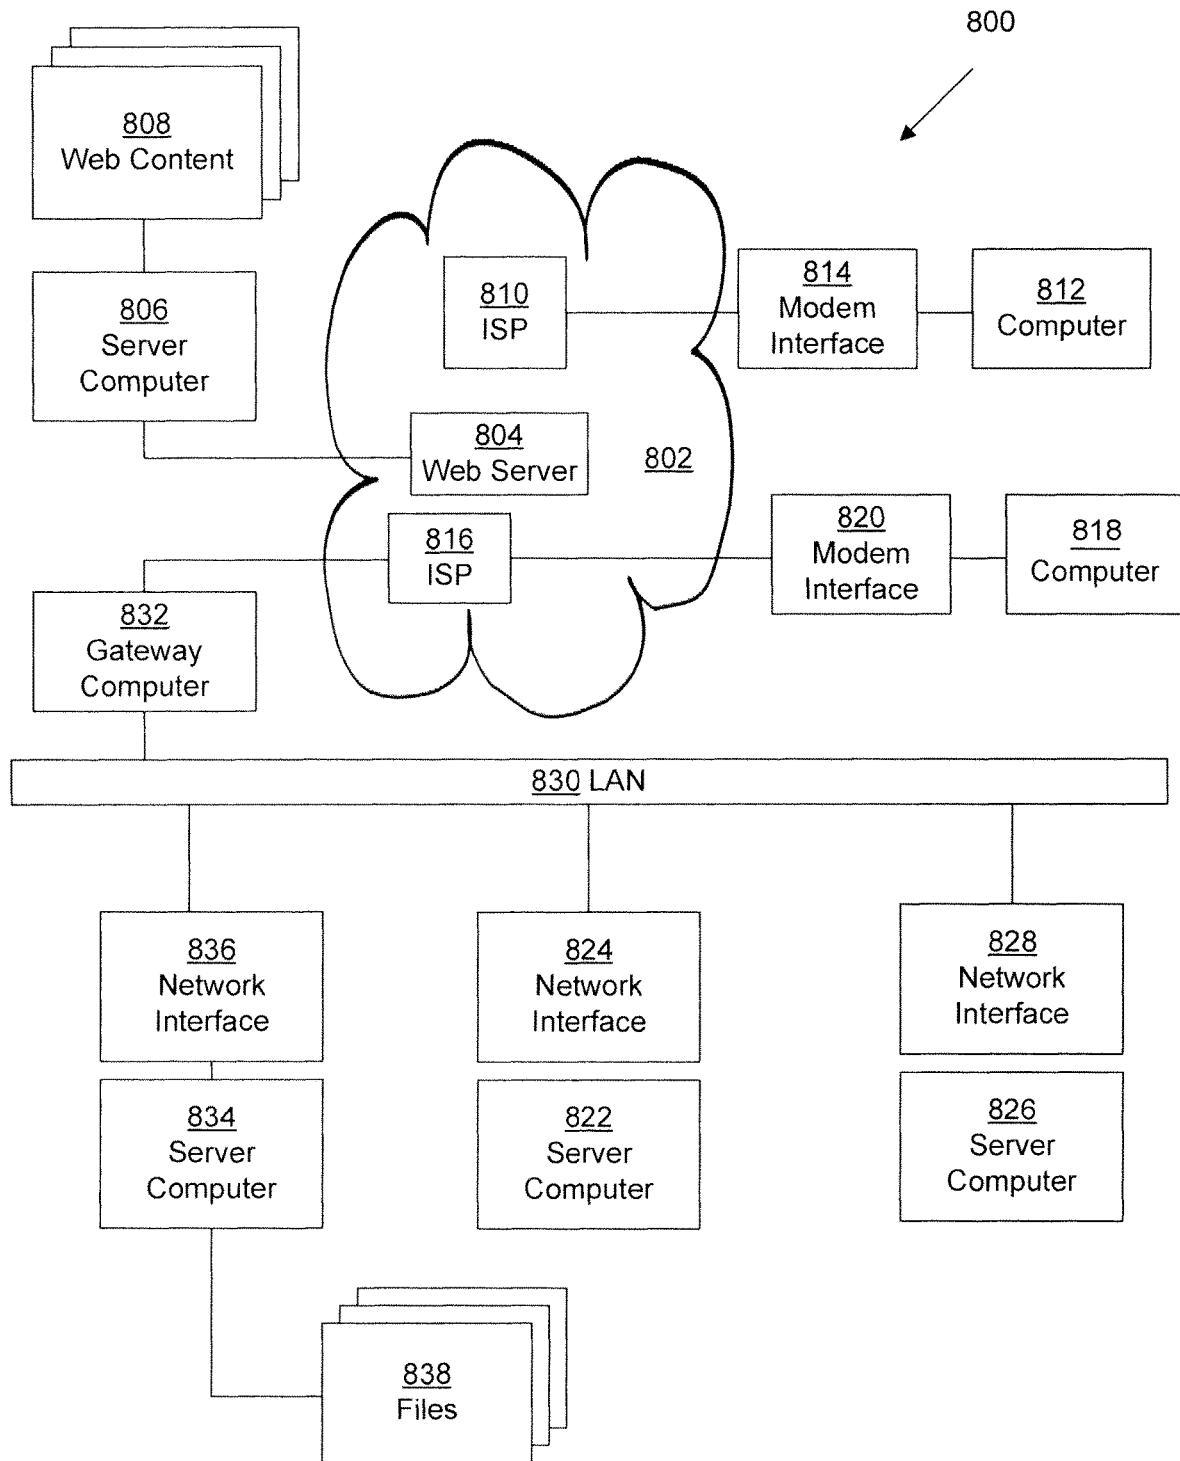 800
808
Web Content
806
Server
Computer
810
ISP
814
Modem
Interface
812
Computer
804
Web Server
802
816
ISP
820
Modem
Interface
818
Computer
832
Gateway
Computer
830 LAN
836
Network
Interface
824
Network
Interface
828
Network
Interface
834
Server
Computer
822
Server
Computer
826
Server
Computer
838
Files